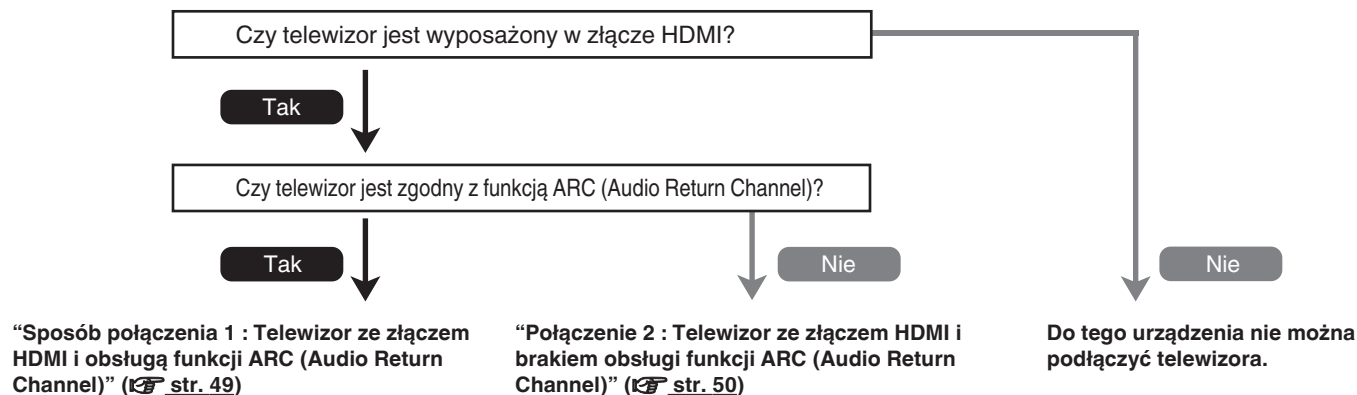 Czy telewizor jest wyposażony w złącze HDMI?
Tak
Czy telewizor jest zgodny z funkcją ARC (Audio Return Channel)?
Tak
Nie
Nie
“Sposób połączenia 1 : Telewizor ze złączem
HDMI i obsługą funkcji ARC (Audio Return
Channel)” (☞ str. 49)
“Połączenie 2 : Telewizor ze złączem HDMI i
brakiem obsługi funkcji ARC (Audio Return
Channel)” (☞ str. 50)
Do tego urządzenia nie można
podłączyć telewizora.